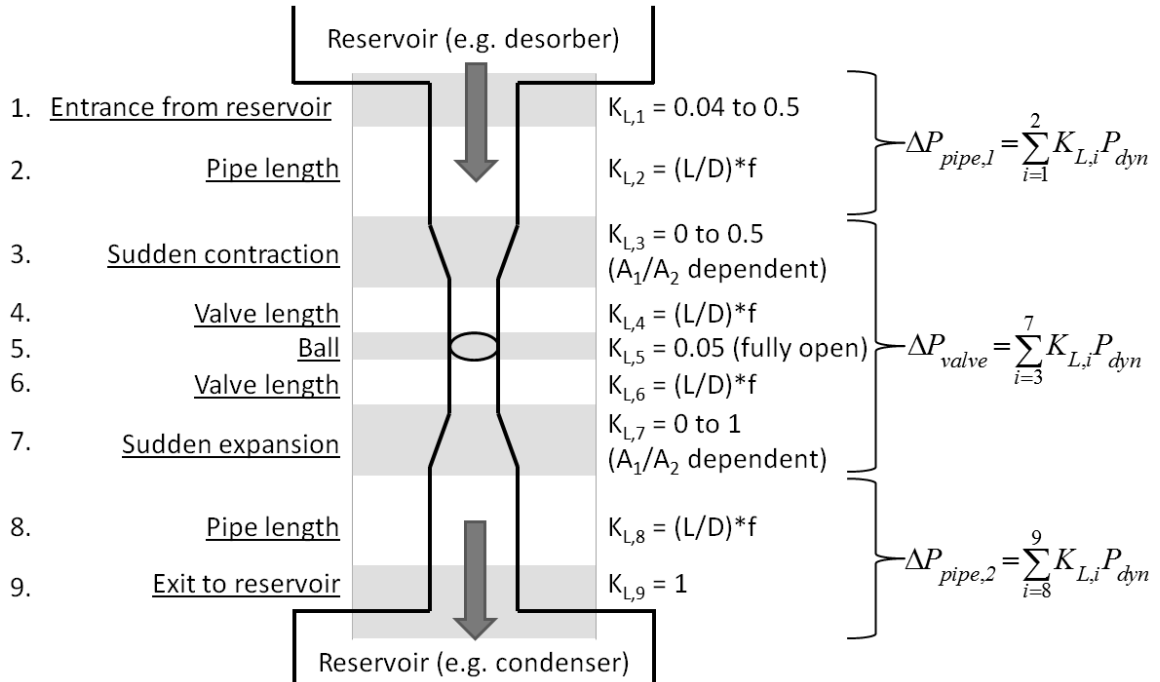 Reservoir (e.g. desorber)
1. Entrance from reservoir K_L,1 = 0.04 to 0.5
2. Pipe length K_L,2 = (L/D)*f
ΔP_pipe,1 = ∑_{i=1}^{2} K_L,i P_dyn
3. Sudden contraction K_L,3 = 0 to 0.5
(A₁/A₂ dependent)
4. Valve length K_L,4 = (L/D)*f
5. Ball K_L,5 = 0.05 (fully open)
6. Valve length K_L,6 = (L/D)*f
7. Sudden expansion K_L,7 = 0 to 1
(A₁/A₂ dependent)
ΔP_valve = ∑_{i=3}^{7} K_L,i P_dyn
8. Pipe length K_L,8 = (L/D)*f
9. Exit to reservoir K_L,9 = 1
ΔP_pipe,2 = ∑_{i=8}^{9} K_L,i P_dyn
Reservoir (e.g. condenser)